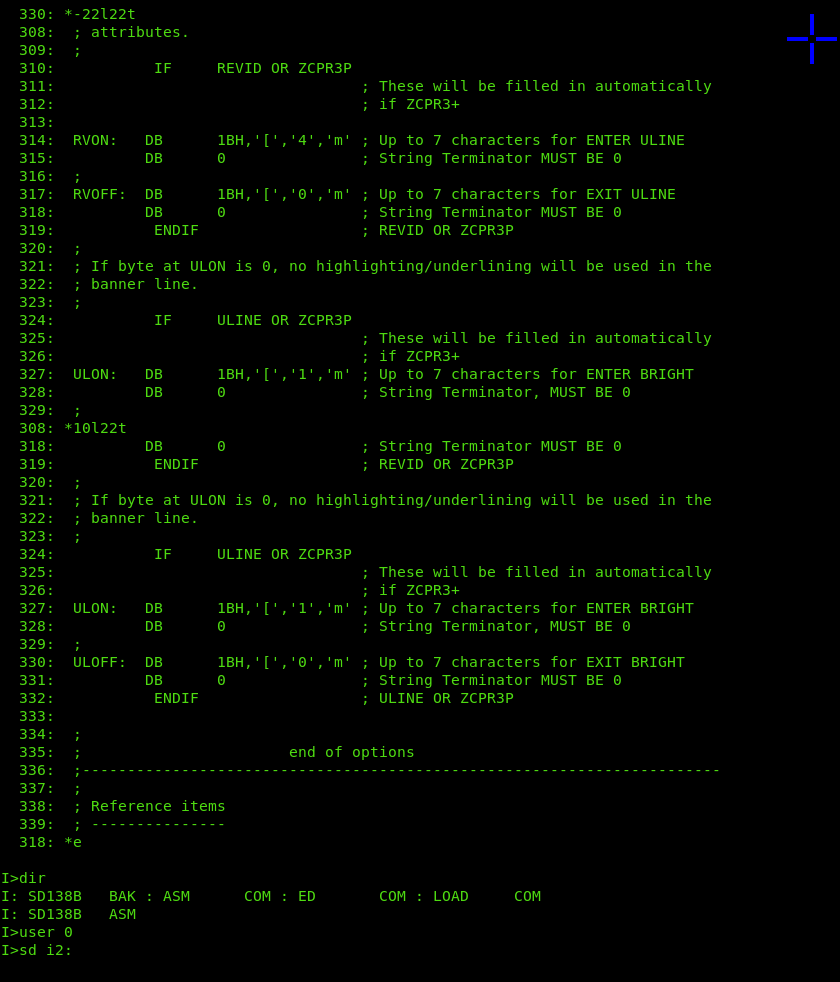 330: *-22l22t
308:  ; attributes.
309:  ;
310:           IF     REVID OR ZCPR3P
311:                                  ; These will be filled in automatically
312:                                  ; if ZCPR3+
313:
314:  RVON:   DB      1BH,'[','4','m' ; Up to 7 characters for ENTER ULINE
315:          DB      0               ; String Terminator MUST BE 0
316:  ;
317:  RVOFF:  DB      1BH,'[','0','m' ; Up to 7 characters for EXIT ULINE
318:          DB      0               ; String Terminator MUST BE 0
319:           ENDIF                  ; REVID OR ZCPR3P
320:  ;
321:  ; If byte at ULON is 0, no highlighting/underlining will be used in the
322:  ; banner line.
323:  ;
324:           IF     ULINE OR ZCPR3P
325:                                  ; These will be filled in automatically
326:                                  ; if ZCPR3+
327:  ULON:   DB      1BH,'[','1','m' ; Up to 7 characters for ENTER BRIGHT
328:          DB      0               ; String Terminator, MUST BE 0
329:  ;
308: *10l22t
318:          DB      0               ; String Terminator MUST BE 0
319:           ENDIF                  ; REVID OR ZCPR3P
320:  ;
321:  ; If byte at ULON is 0, no highlighting/underlining will be used in the
322:  ; banner line.
323:  ;
324:           IF     ULINE OR ZCPR3P
325:                                  ; These will be filled in automatically
326:                                  ; if ZCPR3+
327:  ULON:   DB      1BH,'[','1','m' ; Up to 7 characters for ENTER BRIGHT
328:          DB      0               ; String Terminator, MUST BE 0
329:  ;
330:  ULOFF:  DB      1BH,'[','0','m' ; Up to 7 characters for EXIT BRIGHT
331:          DB      0               ; String Terminator MUST BE 0
332:           ENDIF                  ; ULINE OR ZCPR3P
333:
334:  ;
335:  ;                       end of options
336:  ;-----------------------------------------------------------------------
337:  ;
338:  ; Reference items
339:  ; ---------------
318: *e
I>dir
I: SD138B   BAK : ASM      COM : ED       COM : LOAD     COM
I: SD138B   ASM
I>user 0
I>sd i2: